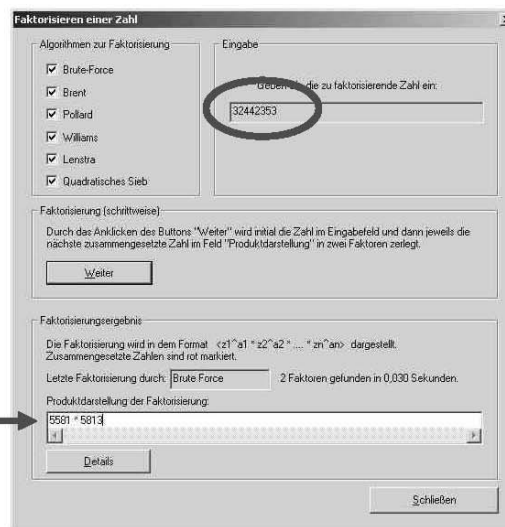 Faktorisieren einer Zahl
Algorithmen zur Faktorisierung
Brute-Force
Brent
Pollard
Williams
Lenstra
Quadratisches Sieb
Eingabe
Geben Sie die zu faktorisierende Zahl ein:
32442353
Faktorisierung (schrittweise)
Durch das Anklicken des Buttons "Weiter" wird initial die Zahl im Eingabefeld und dann jeweils die
nächste zusammengesetzte Zahl im Feld "Produktdarstellung" in zwei Faktoren zerlegt.
Weiter
Faktorisierungsergebnis
Die Faktorisierung wird in dem Format <z1^a1 * z2^a2 * .... * zn^an> dargestellt.
Zusammengesetzte Zahlen sind rot markiert.
Letzte Faktorisierung durch: Brute Force 2 Faktoren gefunden in 0,030 Sekunden.
Produktdarstellung der Faktorisierung:
5581 * 5813
Details
Schließen